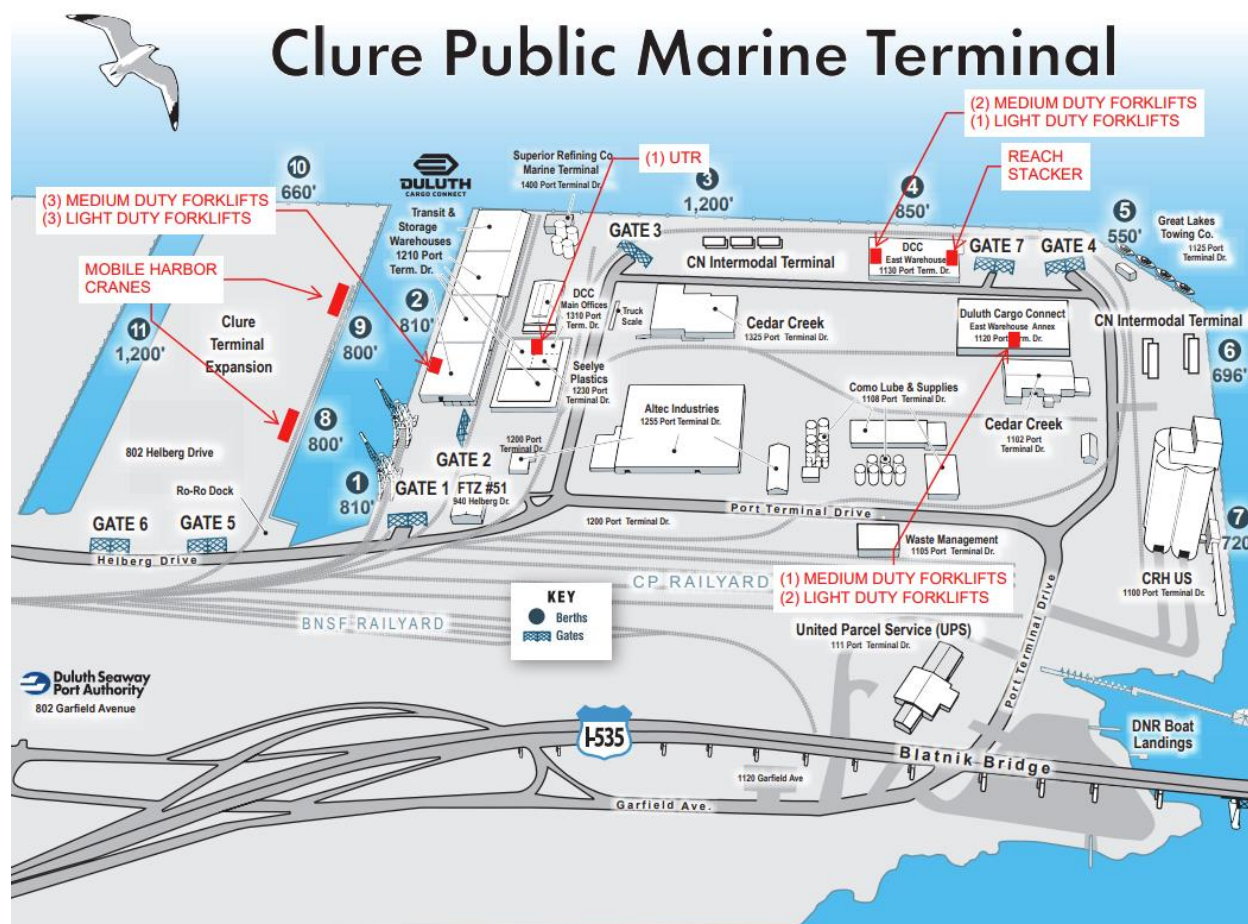 Clure Public Marine Terminal
(2) MEDIUM DUTY FORKLIFTS
(1) LIGHT DUTY FORKLIFTS
REACH
STACKER
(1) UTR
(3) MEDIUM DUTY FORKLIFTS
(3) LIGHT DUTY FORKLIFTS
MOBILE HARBOR
CRANES
10
660'
DULUTH
CARGO CONNECT
Transit &
Storage
Warehouses
1210 Port
Term. Dr.
Superior Refining Co.
Marine Terminal
1400 Port Terminal Dr.
3
1,200'
4
850'
5
550'
Great Lakes
Towing Co.
1125 Port
Terminal Dr.
GATE 3
CN Intermodal Terminal
DCC
East Warehouse
1130 Port Term. Dr.
GATE 7
GATE 4
11
1,200'
Clure
Terminal
Expansion
9
800'
2
810'
DCC
Main Offices
1310 Port
Term. Dr.
Truck
Scale
Cedar Creek
1325 Port Terminal Dr.
Duluth Cargo Connect
East Warehouse Annex
1120 Port Term. Dr.
CN Intermodal Terminal
6
696'
Seelye
Plastics
1230 Port
Terminal Dr.
Altec Industries
1255 Port Terminal Dr.
Como Lube & Supplies
1108 Port Terminal Dr.
Cedar Creek
1102 Port
Terminal Dr.
8
800'
802 Helberg Drive
1200 Port
Terminal Dr.
GATE 2
Ro-Ro Dock
1
810'
GATE 1
FTZ #51
940 Helberg Dr.
GATE 6
GATE 5
Helberg Drive
Port Terminal Drive
1200 Port Terminal Dr.
Waste Management
1105 Port Terminal Dr.
7
720'
(1) MEDIUM DUTY FORKLIFTS
(2) LIGHT DUTY FORKLIFTS
CRH US
1100 Port Terminal Dr.
CP RAILYARD
BNSF RAILYARD
KEY
Berths
Gates
United Parcel Service (UPS)
111 Port Terminal Dr.
Port Terminal Drive
Duluth Seaway
Port Authority
802 Garfield Avenue
I-535
Blatnik Bridge
DNR Boat
Landings
1120 Garfield Ave
Garfield Ave.